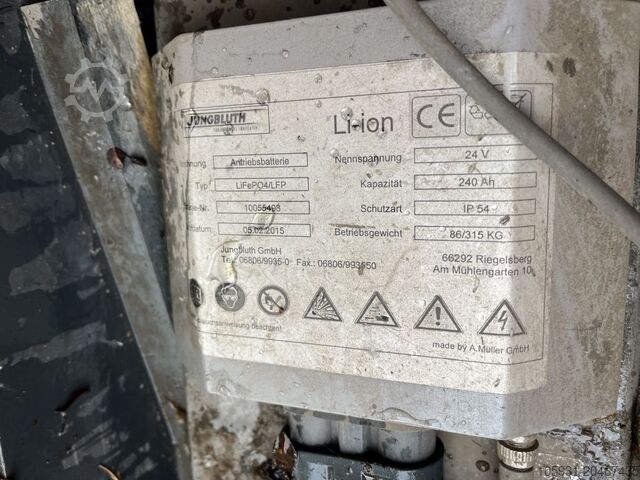 JUNGBLUTH
Li-ion
CE
Antriebsbatterie
Nennspannung
24 V
Typ
LiFePO4/LFP
Kapazität
240 Ah
10055493
Schutzart
IP 54
05.02.2015
Betriebsgewicht
86/315 KG
Jungbluth GmbH
66292 Riegelsberg
Tel.: 06806/9935-0 Fax.: 06806/993550
Am Mühlengarten 10
beachten!
made by A.Müller GmbH